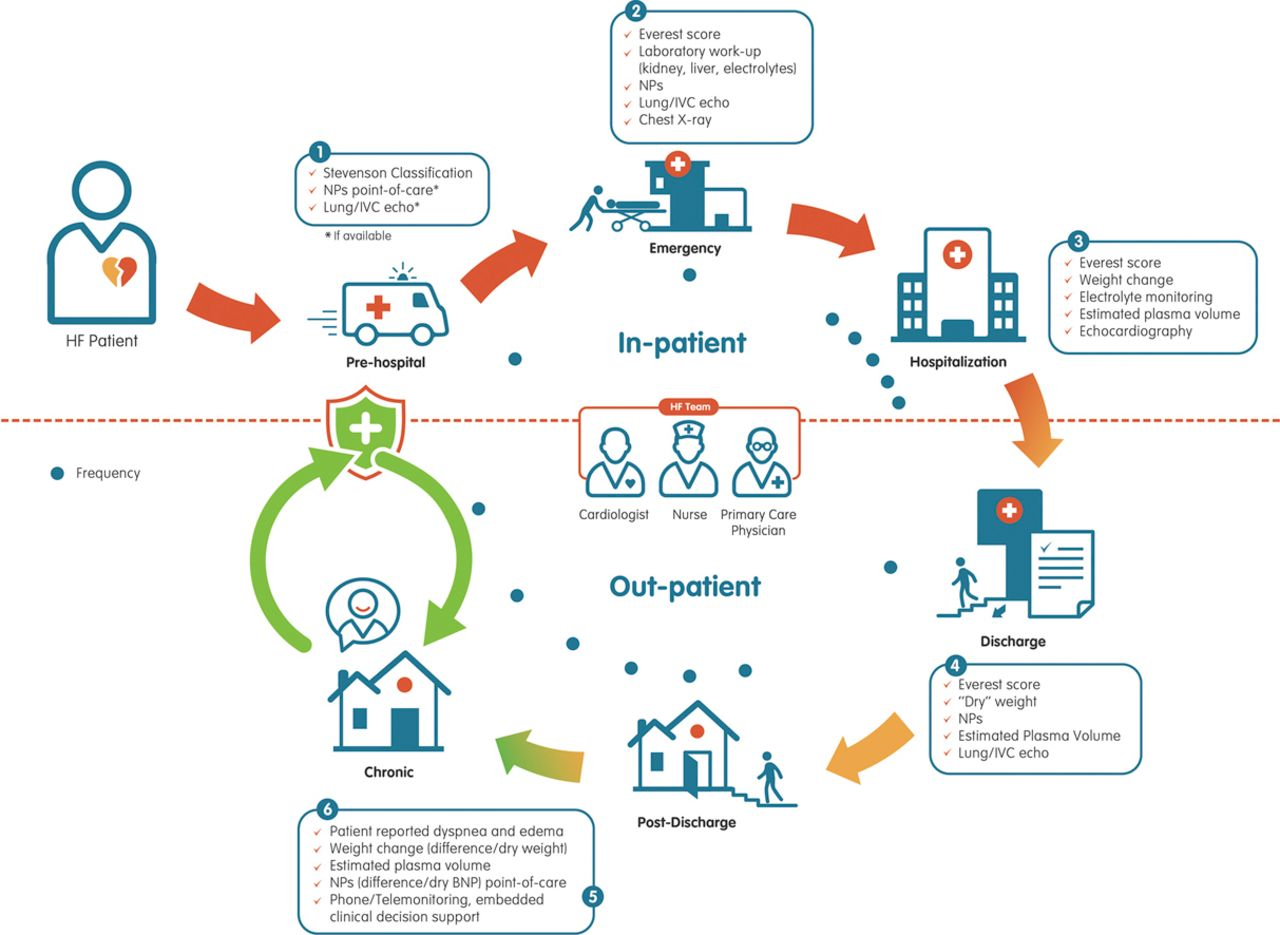 2
Everest score
Laboratory work-up
(kidney, liver, electrolytes)
NPs
Lung/IVC echo
Chest X-ray
1
Stevenson Classification
NPs point-of-care*
Lung/IVC echo*
* If available
HF Patient
Pre-hospital
Emergency
In-patient
3
Everest score
Weight change
Electrolyte monitoring
Estimated plasma volume
Echocardiography
Hospitalization
HF Team
Cardiologist
Nurse
Primary Care
Physician
Frequency
Out-patient
Discharge
4
Everest score
“Dry” weight
NPs
Estimated Plasma Volume
Lung/IVC echo
Post-Discharge
Chronic
6
Patient reported dyspnea and edema
Weight change (difference/dry weight)
Estimated plasma volume
NPs (difference/dry BNP) point-of-care
Phone/Telemonitoring, embedded
clinical decision support
5